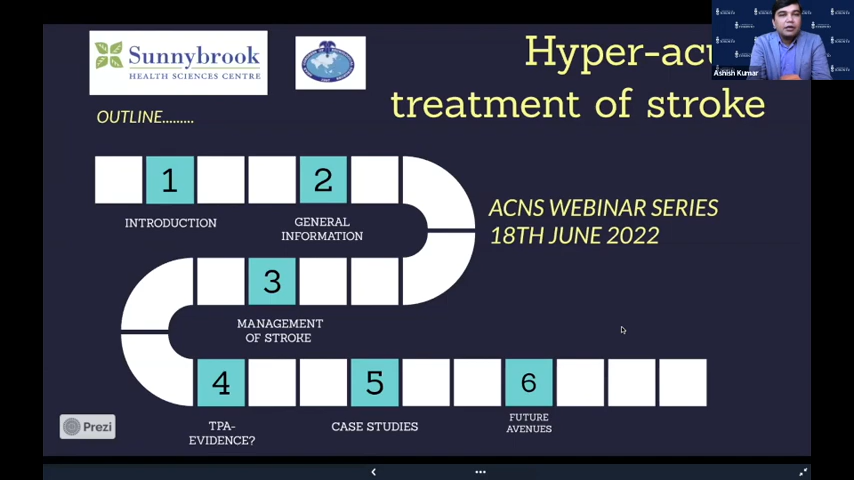 Sunnybrook
HEALTH SCIENCES CENTRE
Hyper-acu
treatment of stroke
Ashish Kumar
OUTLINE.........
1
2
INTRODUCTION
GENERAL
INFORMATION
ACNS WEBINAR SERIES
18TH JUNE 2022
3
MANAGEMENT
OF STROKE
4
5
6
TPA-
EVIDENCE?
CASE STUDIES
FUTURE
AVENUES
Prezi